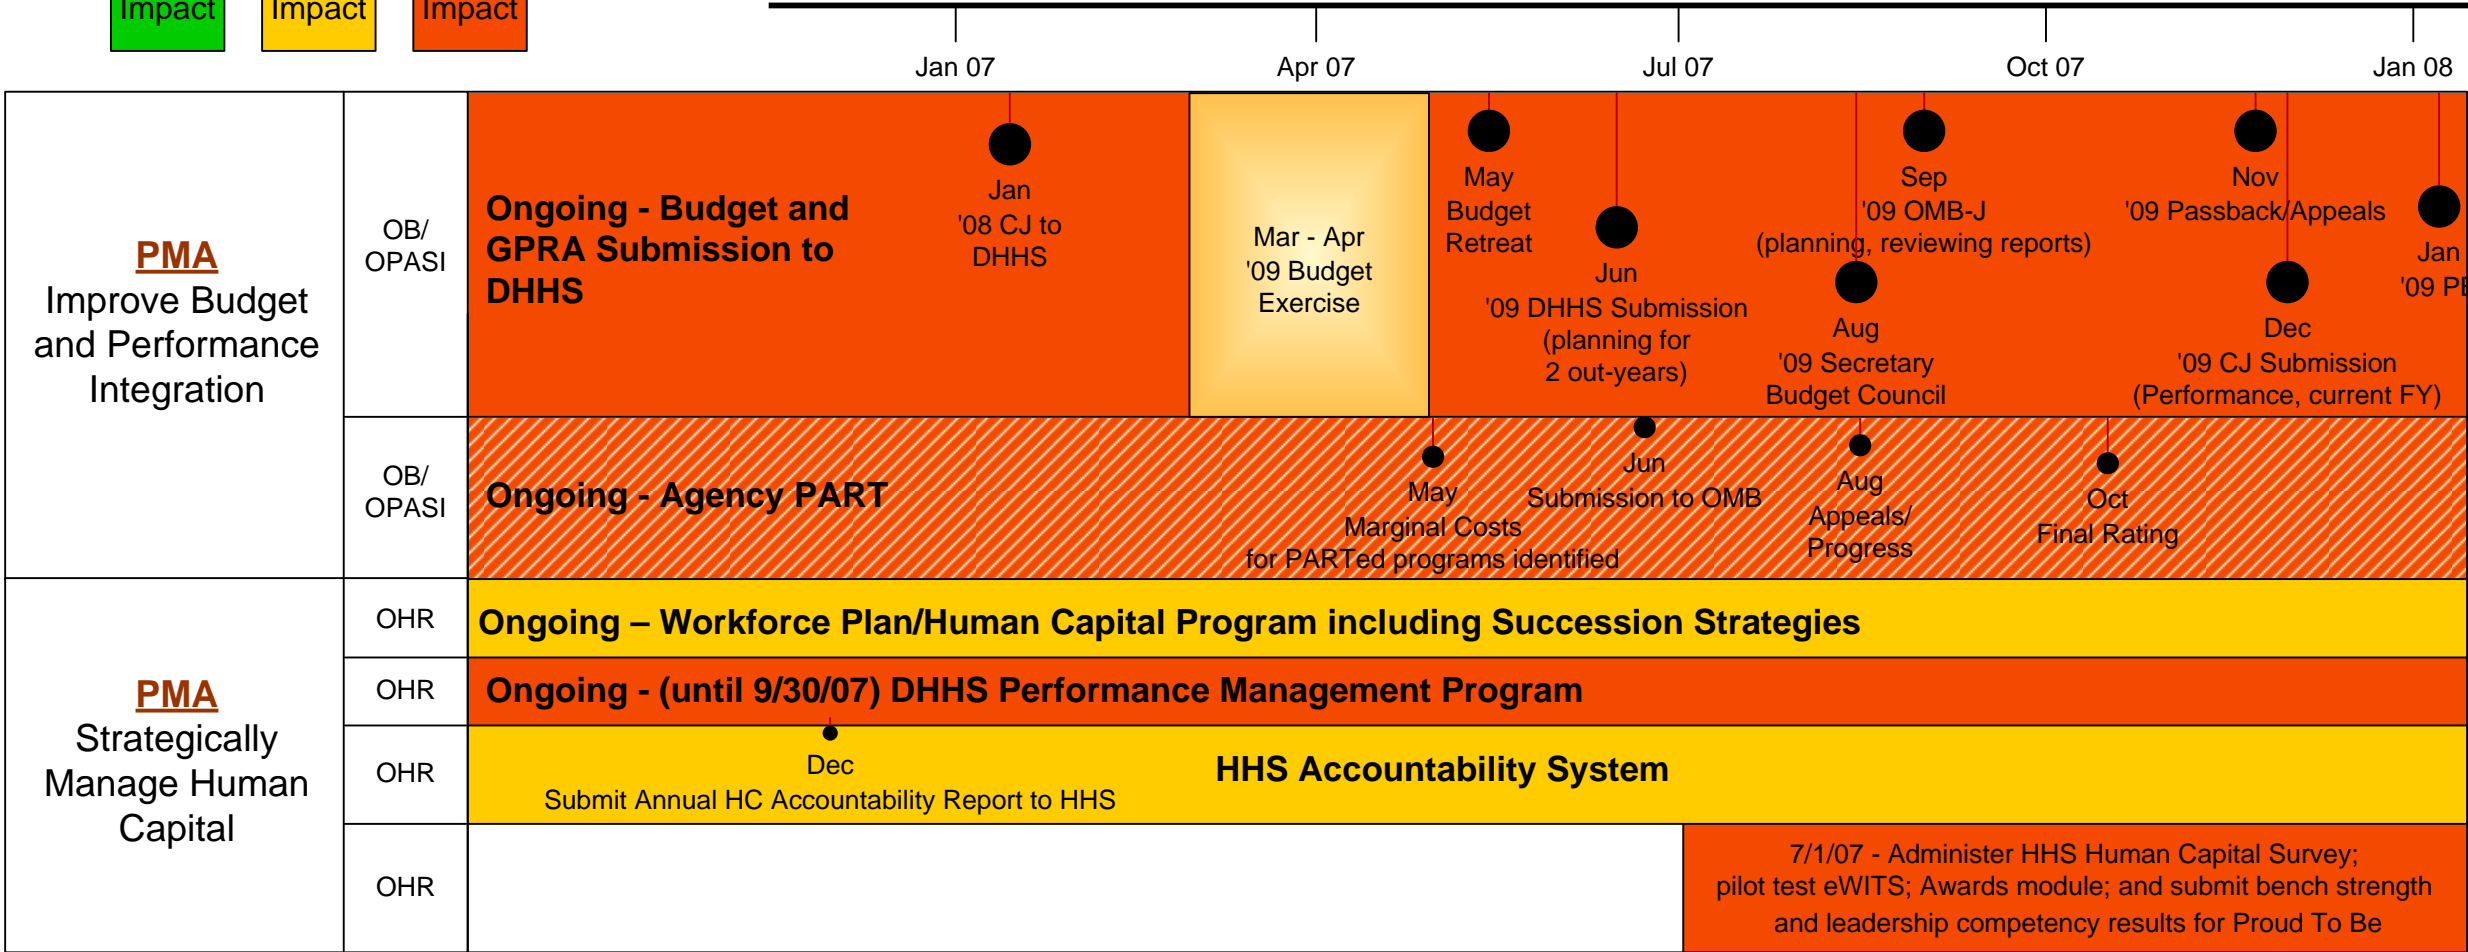 Impact
Impact
Impact
Jan 07
Apr 07
Jul 07
Oct 07
Jan 08
PMA
Improve Budget
and Performance
Integration
OB/
OPASI
Ongoing - Budget and
GPRA Submission to
DHHS
Jan
'08 CJ to
DHHS
Mar - Apr
'09 Budget
Exercise
May
Budget
Retreat
Jun
'09 DHHS Submission
(planning for
2 out-years)
Sep
'09 OMB-J
(planning, reviewing reports)
Aug
'09 Secretary
Budget Council
Nov
'09 Passback/Appeals
Dec
'09 CJ Submission
(Performance, current FY)
Jan
'09
OB/
OPASI
Ongoing - Agency PART
May
Marginal Costs
for PARTed programs identified
Jun
Submission to OMB
Aug
Appeals/
Progress
Oct
Final Rating
PMA
Strategically
Manage Human
Capital
OHR
Ongoing – Workforce Plan/Human Capital Program including Succession Strategies
OHR
Ongoing - (until 9/30/07) DHHS Performance Management Program
OHR
Dec
Submit Annual HC Accountability Report to HHS
HHS Accountability System
OHR
7/1/07 - Administer HHS Human Capital Survey;
pilot test eWITS; Awards module; and submit bench strength
and leadership competency results for Proud To Be